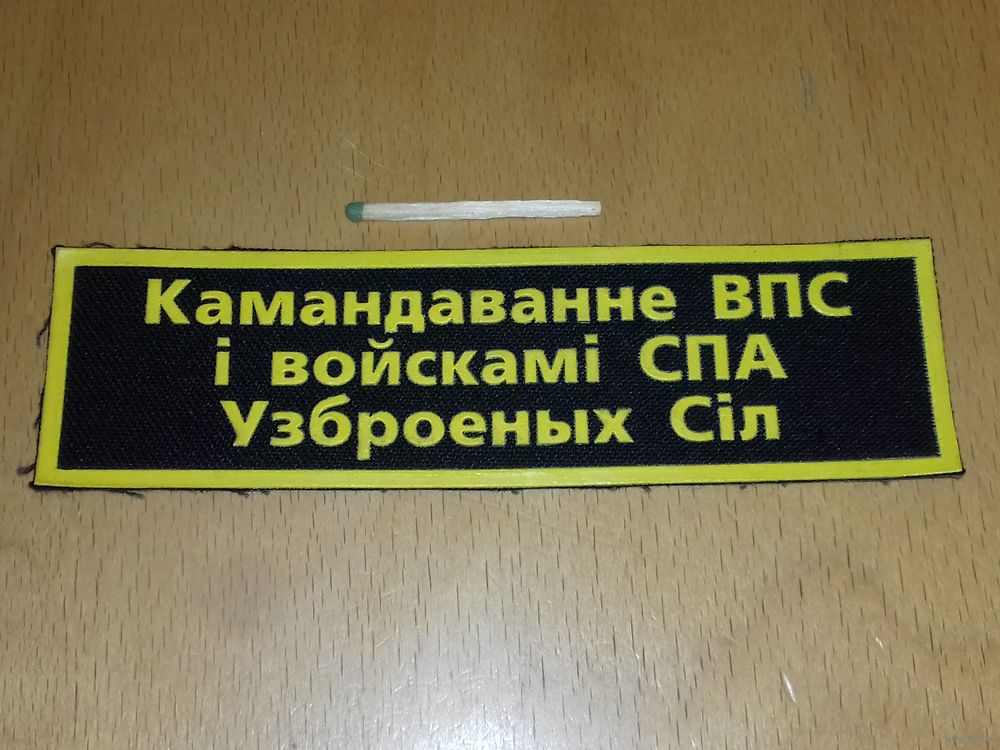 Камандаванне ВПС
і войскамі СПА
Узброеных Сіл